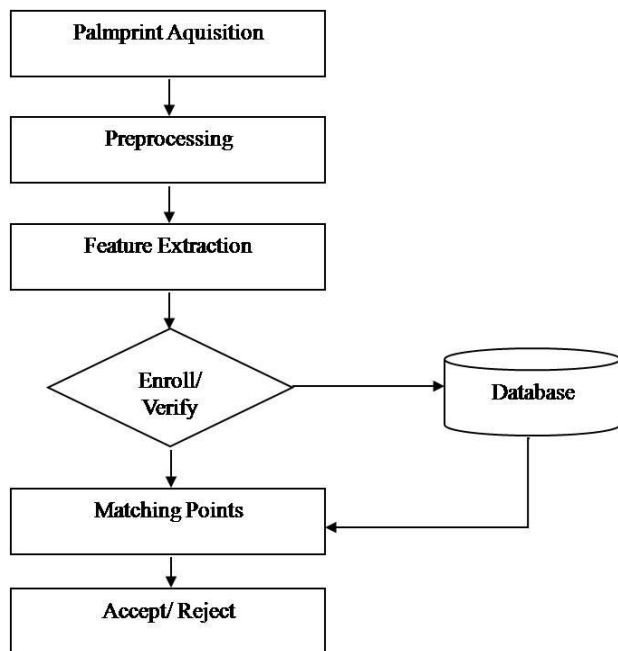 Palmprint Aquisition
Preprocessing
Feature Extraction
Enroll/
Verify
Database
Matching Points
Accept/ Reject